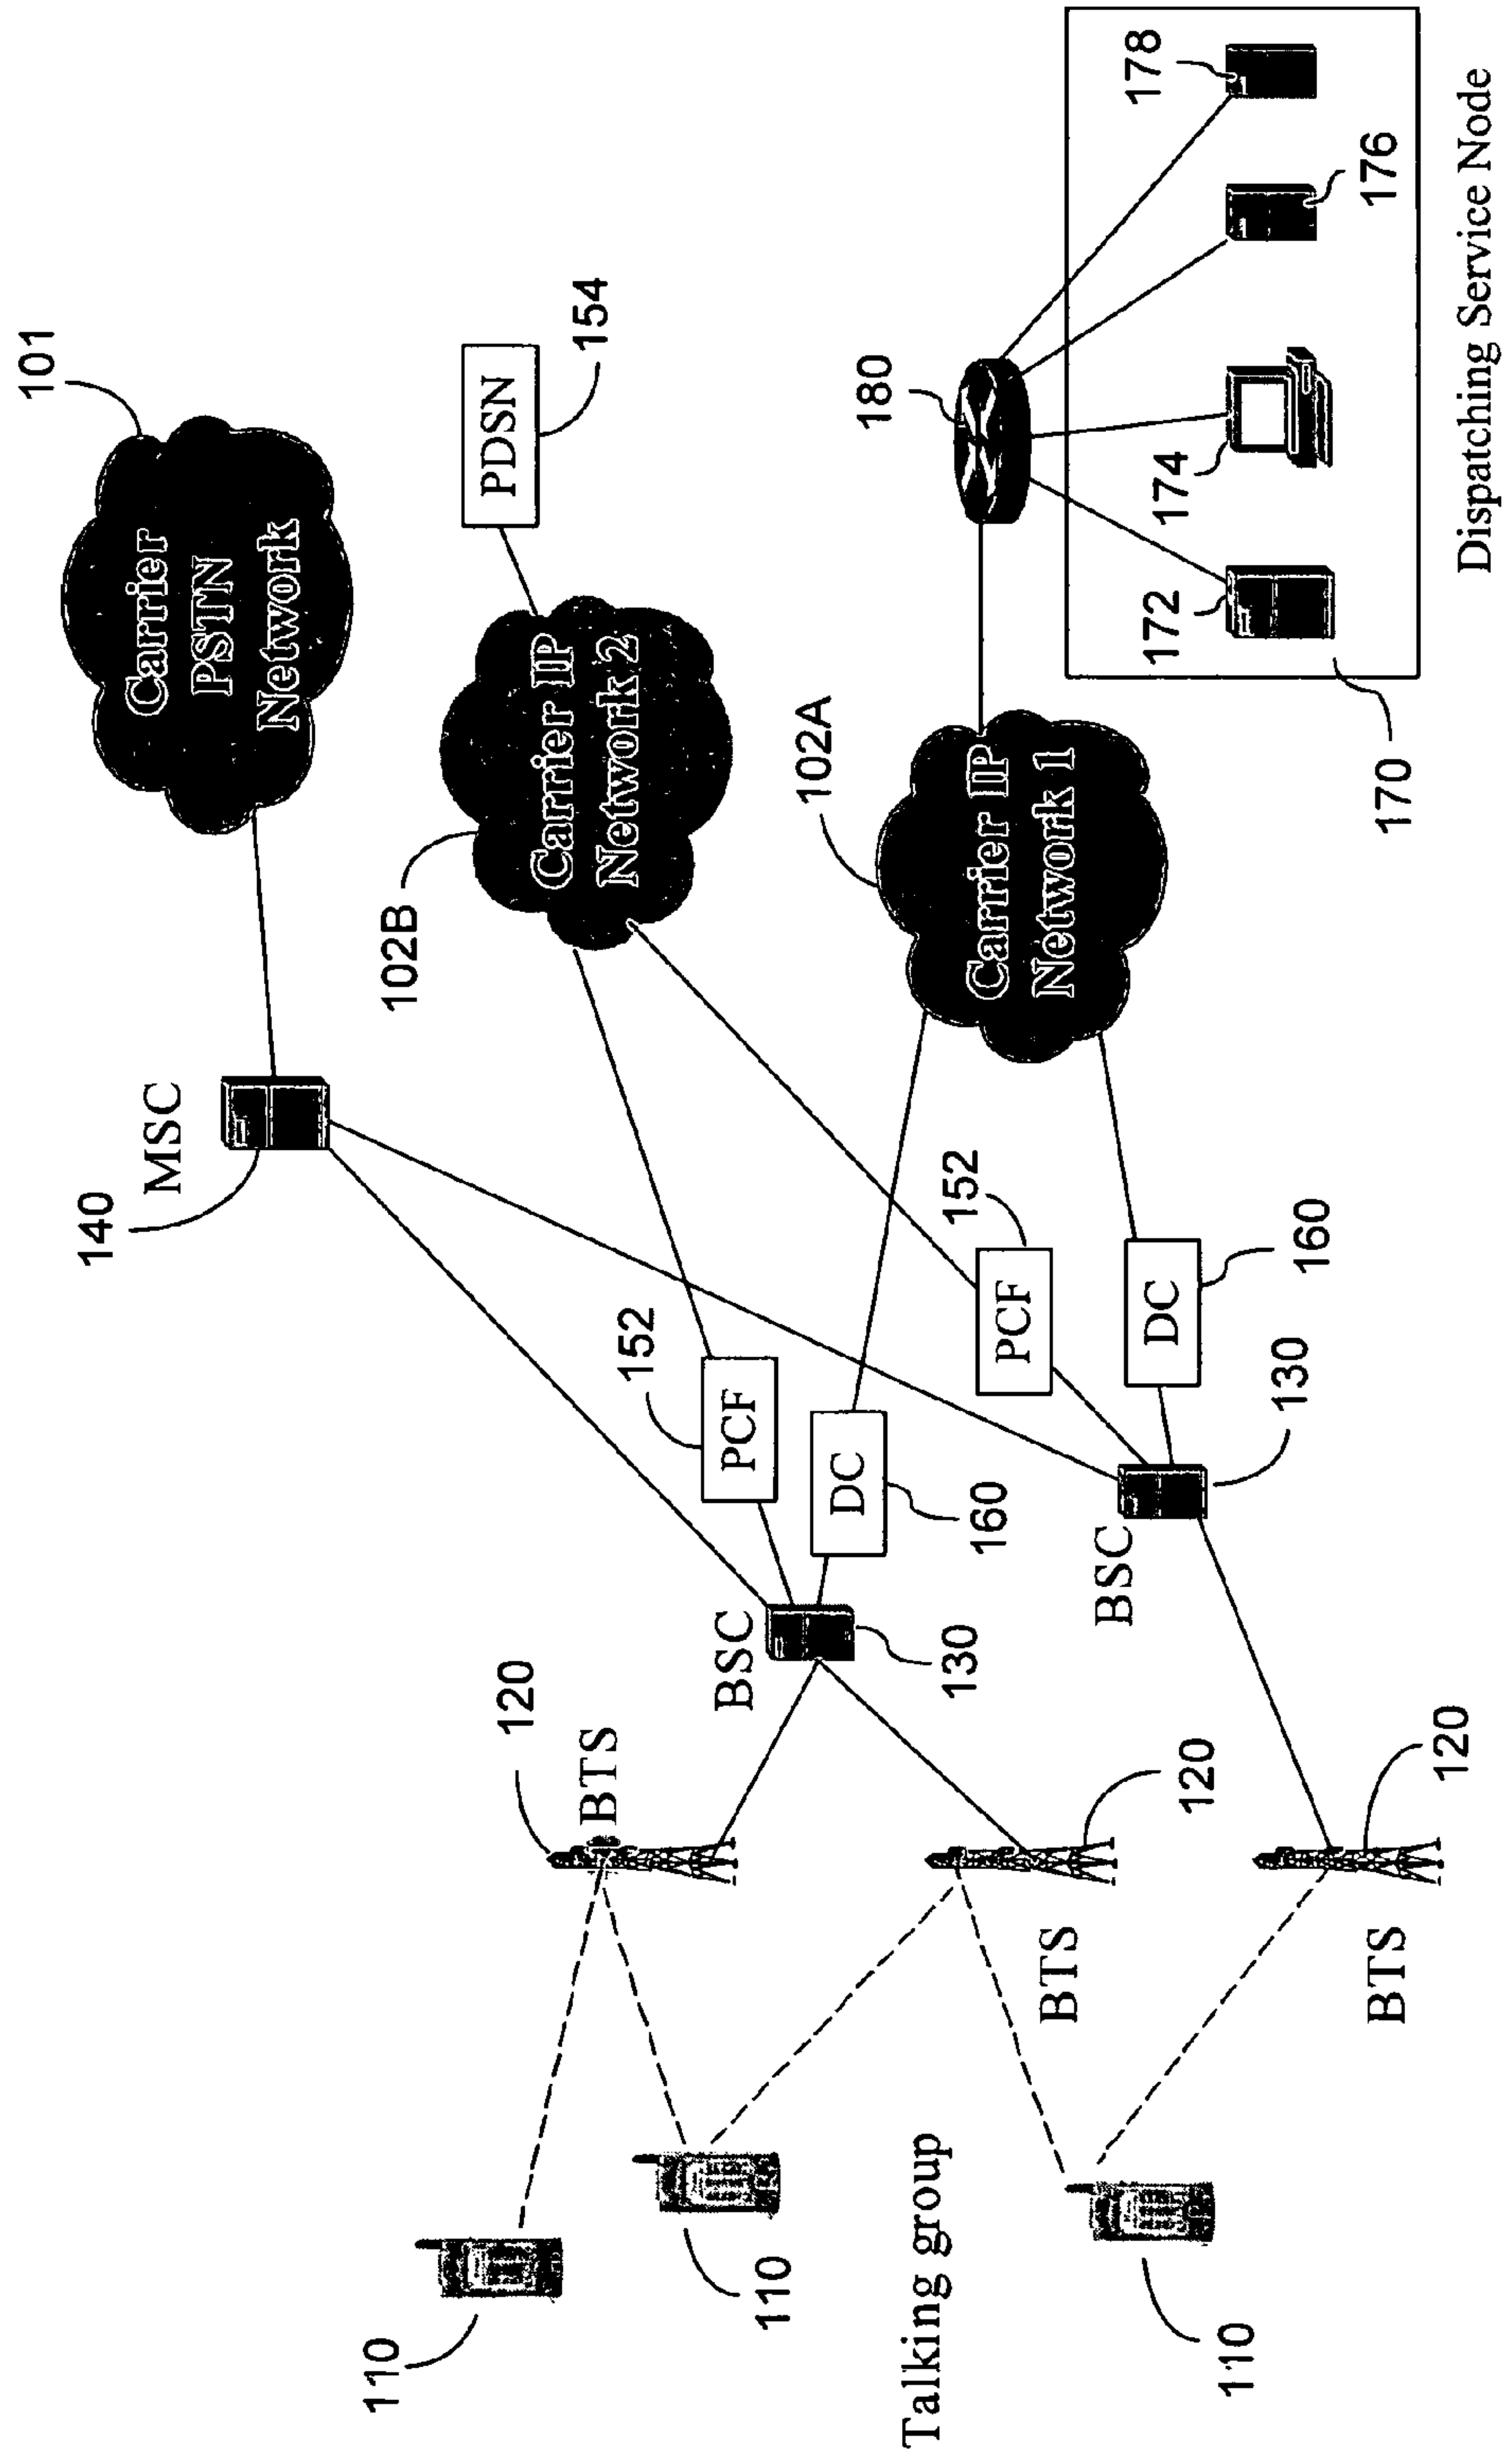 101
Carrier
PSTN
Network
140
MSC
102B
Carrier IP
Network 2
PDSN
154
110
120
BTS
152
PCF
BSC
110
DC
130
160
102A
180
Talking group
152
PCF
Carrier IP
Network 1
BTS
120
BSC
DC
160
172
174
178
110
130
176
BTS
120
170
Dispatching Service Node